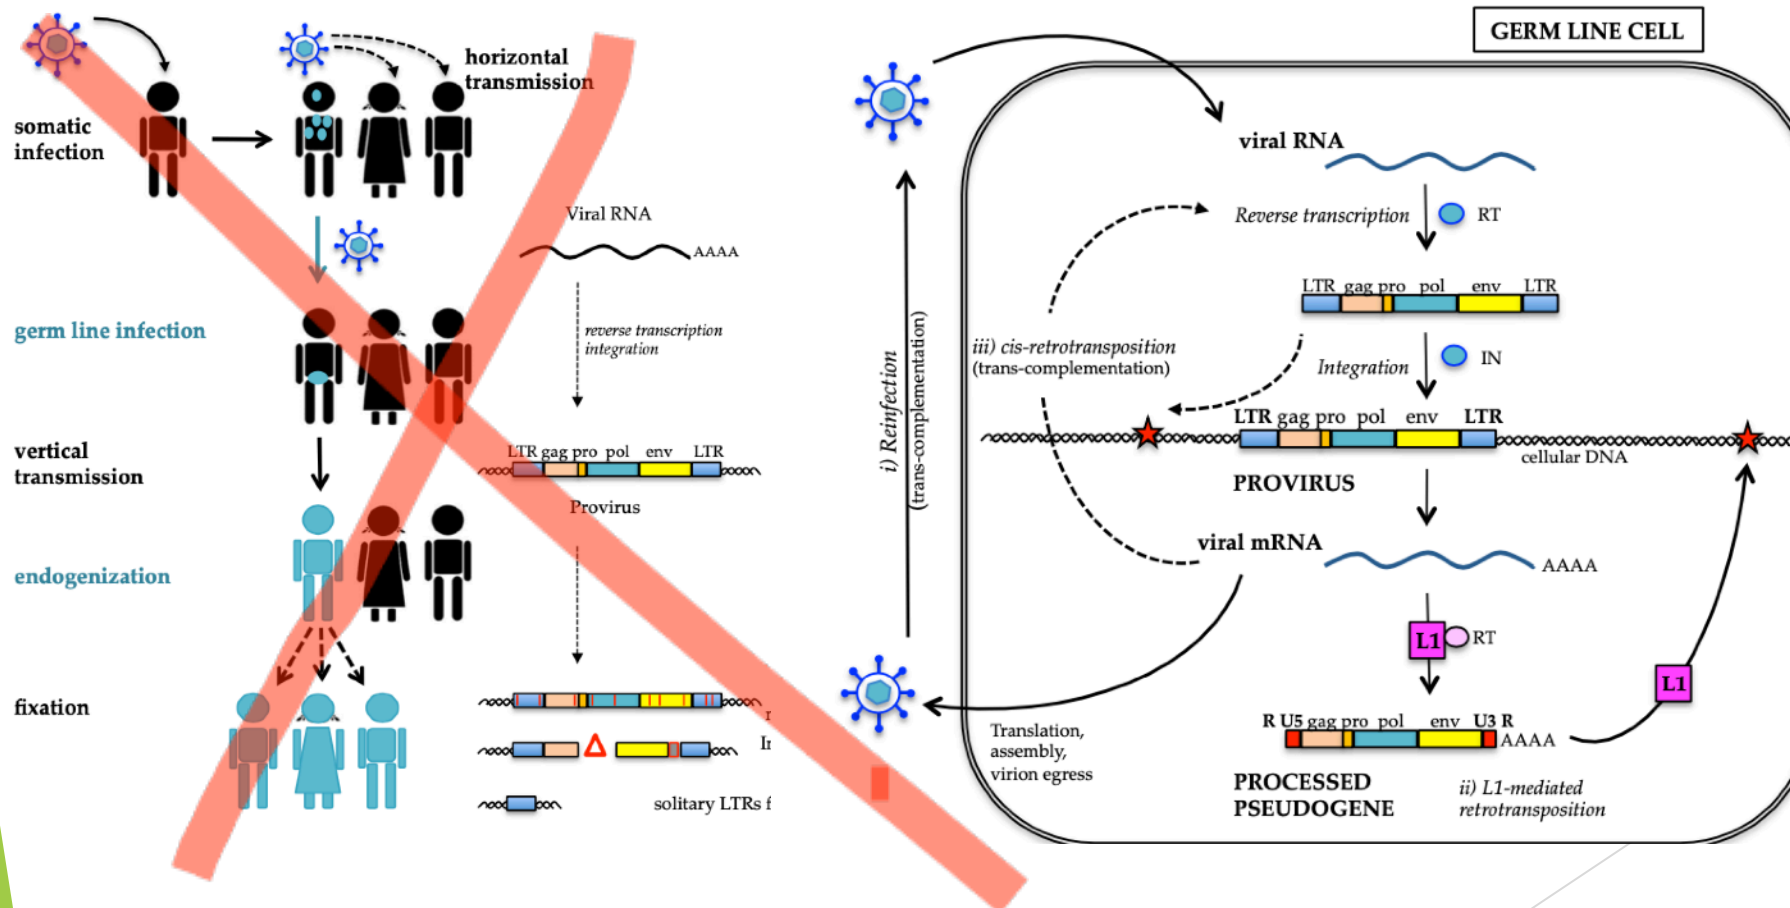 horizontal
transmission
somatic
infection
Viral RNA
AAAA
germ line infection
reverse transcription
integration
vertical
transmission
LTR gag pro pol env LTR
Provirus
endogenization
fixation
solitary LTRs
GERM LINE CELL
viral RNA
Reverse transcription
RT
LTR gag pro pol env LTR
i) Reinfection
(trans-complementation)
iii) cis-retrotransposition
(trans-complementation)
Integration
IN
LTR gag pro pol env LTR
cellular DNA
PROVIRUS
viral mRNA
AAAA
L1
RT
L1
R U5 gag pro pol env U3 R
AAAA
Translation,
assembly,
virion egress
PROCESSED
PSEUDOGENE
ii) L1-mediated
retrotransposition